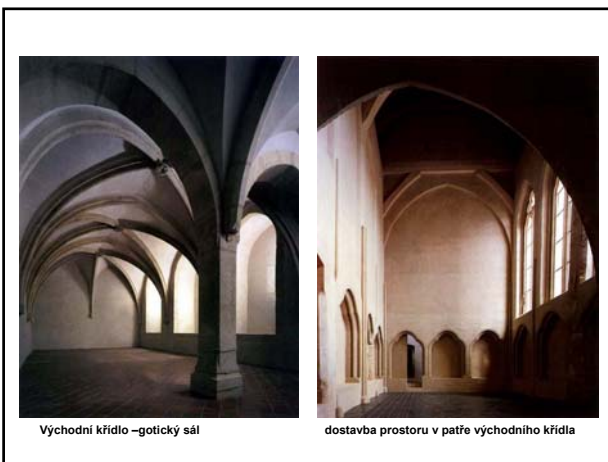 Východní křídlo –gotický sál
dostavba prostoru v patře východního křídla